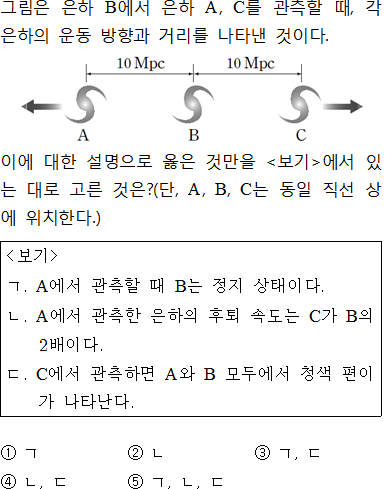 그림은 은하 B에서 은하 A, C를 관측할 때, 각
은하의 운동 방향과 거리를 나타낸 것이다.
10 Mpc 10 Mpc
A B C
이에 대한 설명으로 옳은 것만을 <보기>에서 있
는 대로 고른 것은?(단, A, B, C는 동일 직선 상
에 위치한다.)
<보기>
ㄱ. A에서 관측할 때 B는 정지 상태이다.
ㄴ. A에서 관측한 은하의 후퇴 속도는 C가 B의
2배이다.
ㄷ. C에서 관측하면 A와 B 모두에서 청색 편이
가 나타난다.
① ㄱ ② ㄴ ③ ㄱ, ㄷ
④ ㄴ, ㄷ ⑤ ㄱ, ㄴ, ㄷ